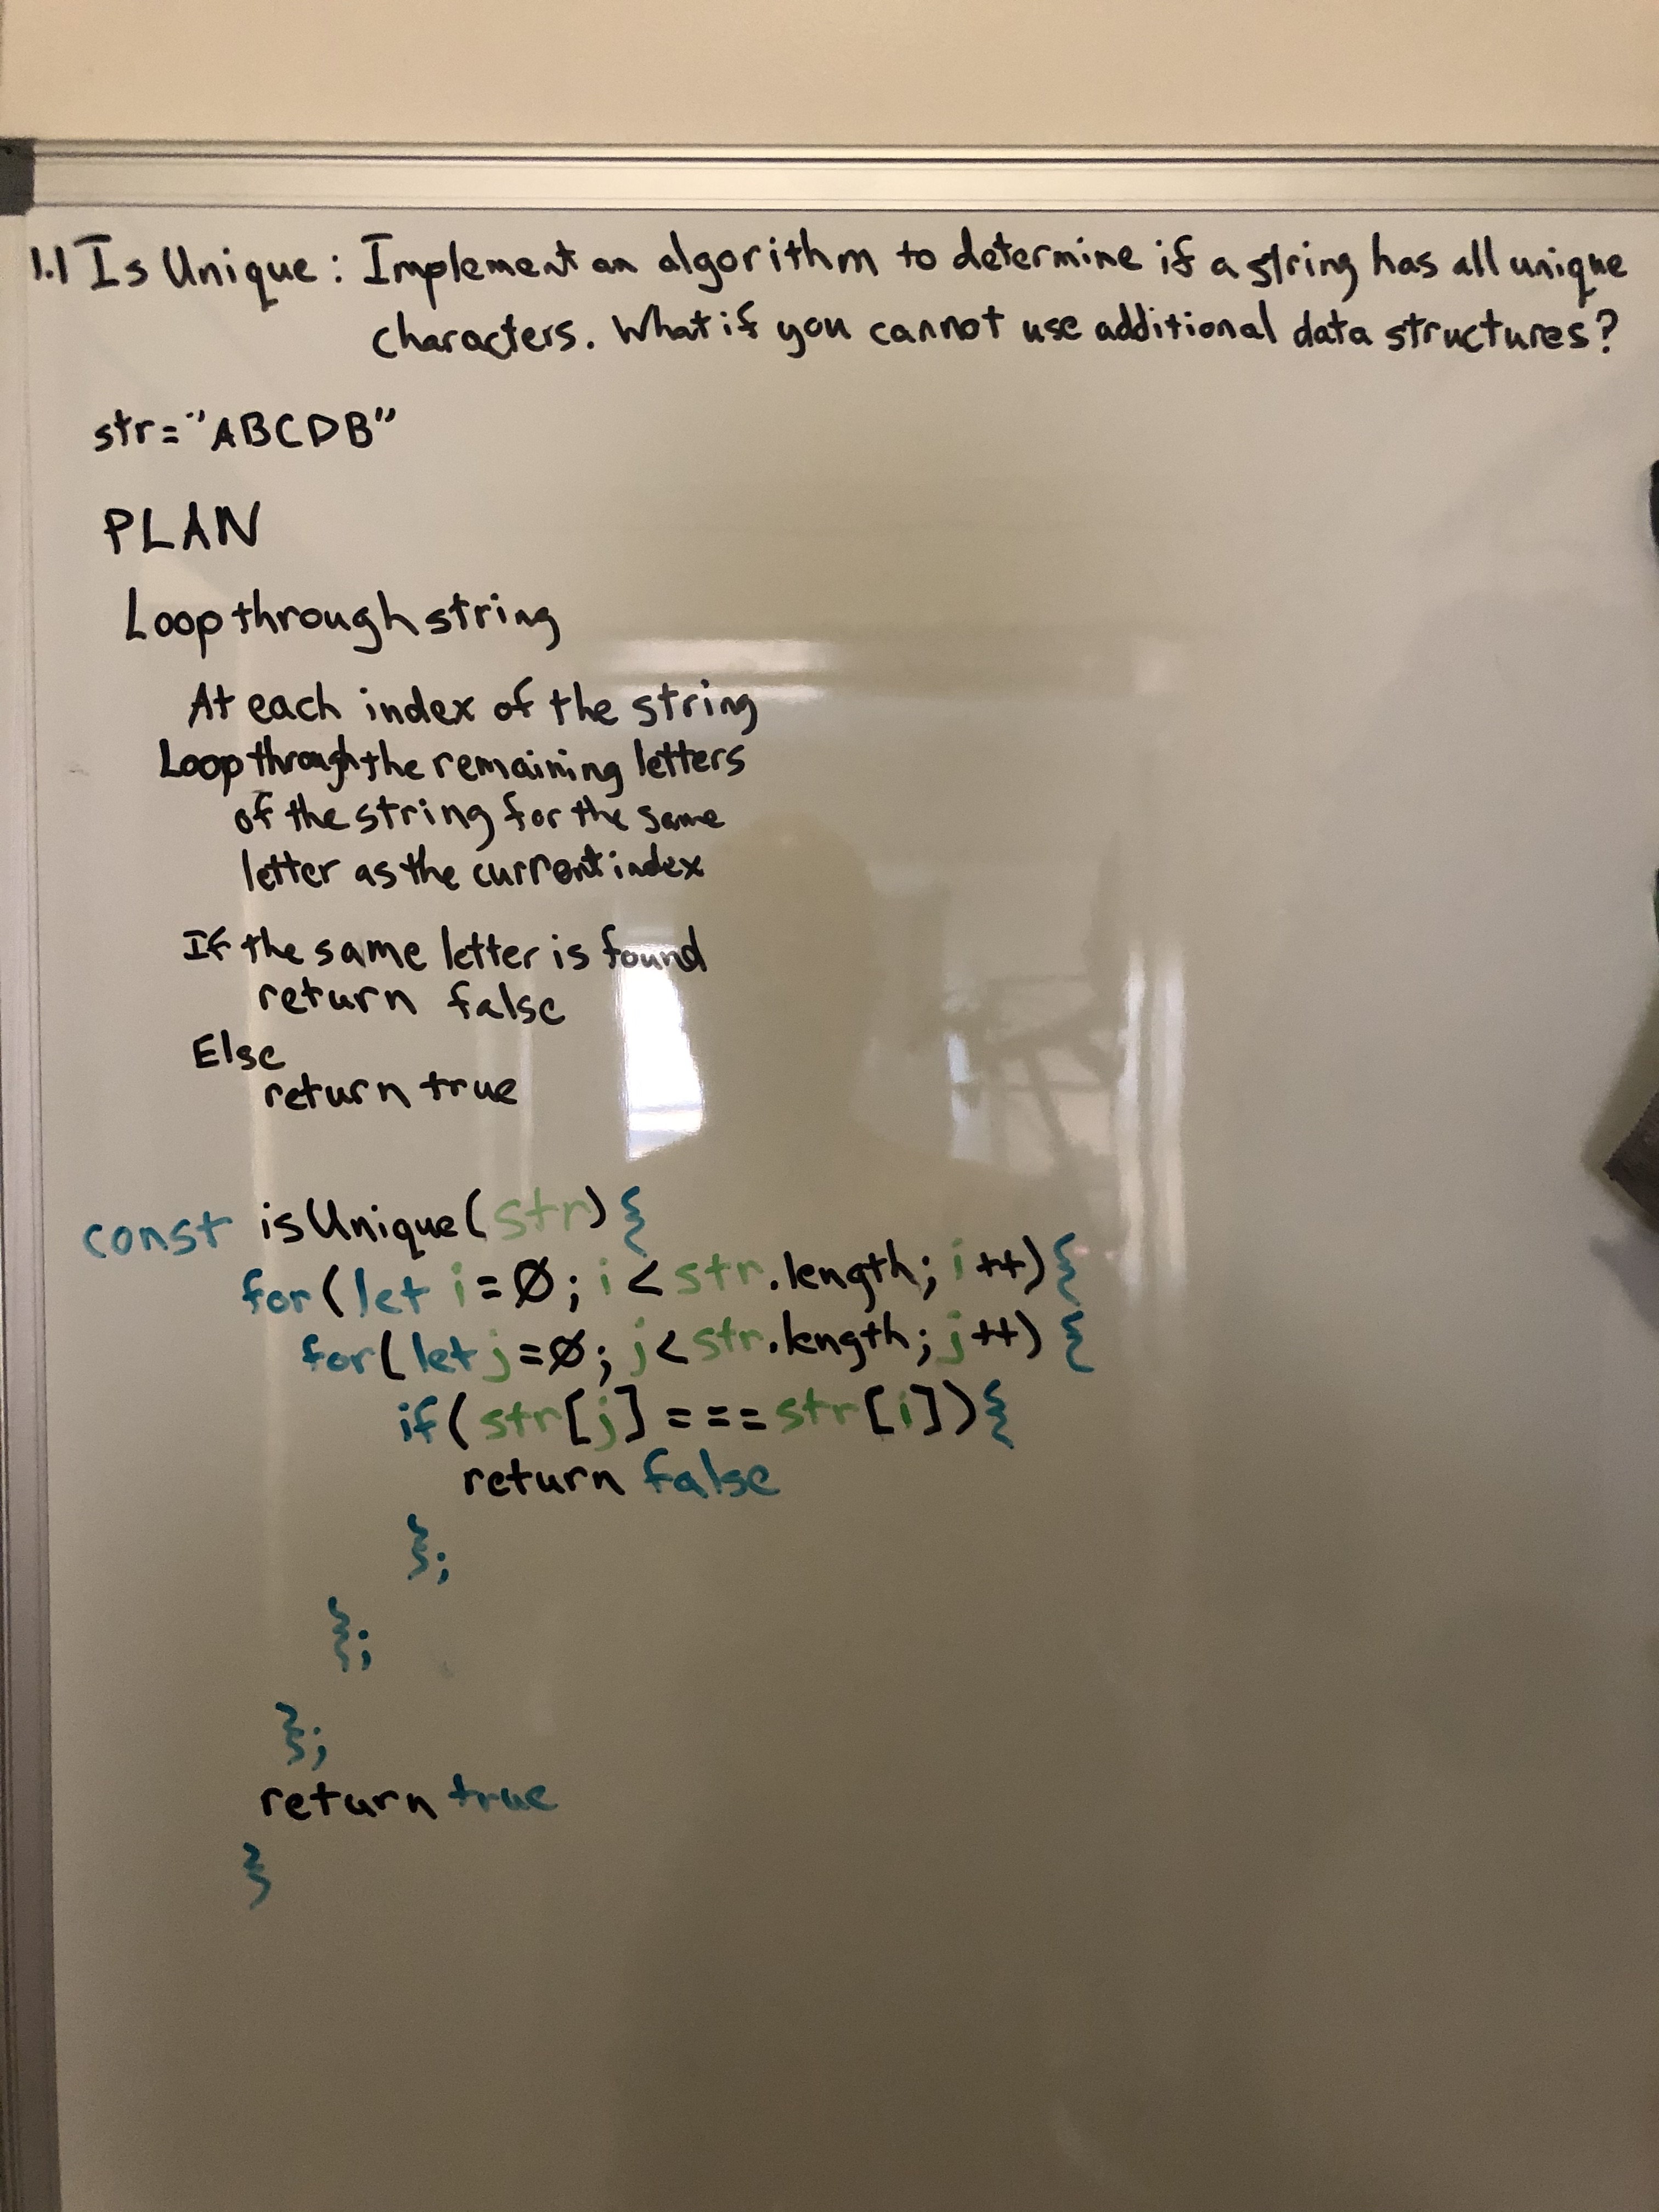 1.1 Is Unique: Implement an algorithm to determine if a string has all unique
characters. What if you cannot use additional data structures?
str="ABCDB"
PLAN
Loop through string
At each index of the string
Loop through the remaining letters
of the string for the same
letter as the current index
If the same letter is found
return false
Else
return true
const isUnique(str){
for(let i=0; i<str.length; i++){
for(let j=0; j<str.length; j++){
if(str[j]===str[i]){
return false
};
};
};
return true
}